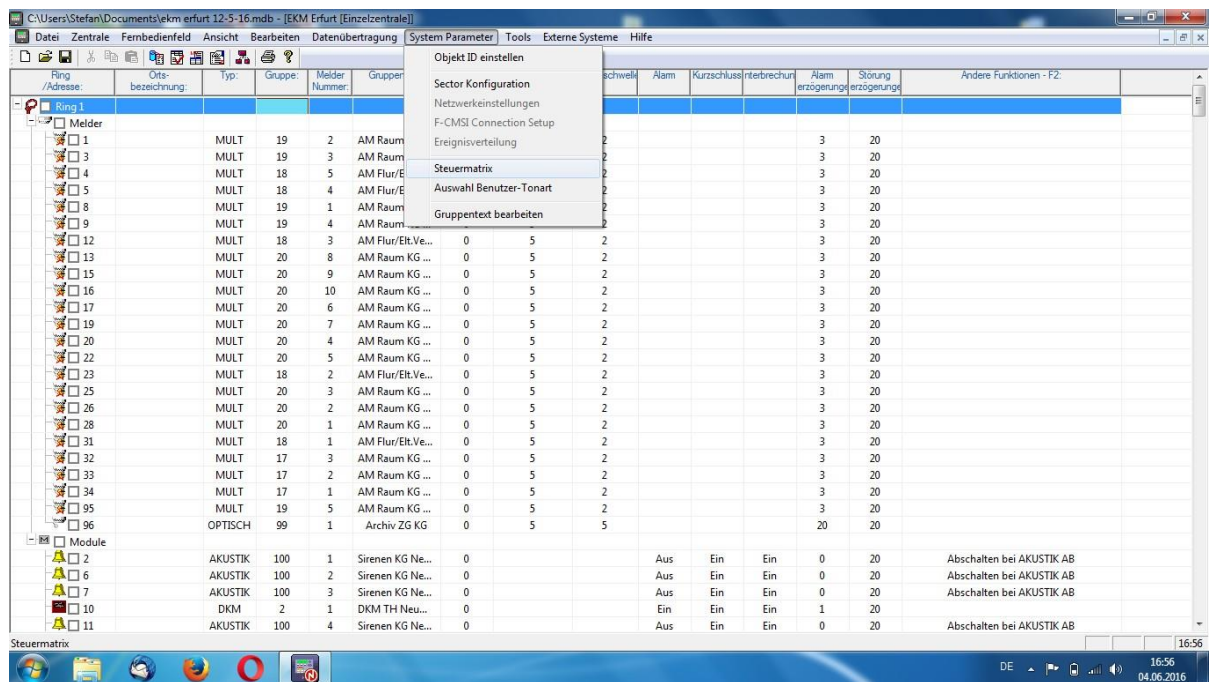 C:\Users\Stefan\Documents\ekm erfurt 12-5-16.mdb - [EKM Erfurt [Einzelzentrale]]
Datei Zentrale Fernbedienfeld Ansicht Bearbeiten Datenübertragung System Parameter Tools Externe Systeme Hilfe
Objekt ID einstellen
Sector Konfiguration
Netzwerkeinstellungen
F-CMSI Connection Setup
Ereignisverteilung
Steuermatrix
Auswahl Benutzer-Tonart
Gruppentext bearbeiten
Ring /Adresse: Orts- bezeichnung: Typ: Gruppe: Melder Nummer: Gruppen schwelle Alarm Kurzschluss nterbrechun Alarm erzögerunge Störung erzögerunge Andere Funktionen - F2:
Ring 1
Melder
1 MULT 19 2 AM Raum 2 3 20
3 MULT 19 3 AM Raum 2 3 20
4 MULT 18 5 AM Flur/E 2 3 20
5 MULT 18 4 AM Flur/E 2 3 20
8 MULT 19 1 AM Raum 2 3 20
9 MULT 19 4 AM Raum 3 20
12 MULT 18 3 AM Flur/Elt.Ve... 0 5 2 3 20
13 MULT 20 8 AM Raum KG ... 0 5 2 3 20
15 MULT 20 9 AM Raum KG ... 0 5 2 3 20
16 MULT 20 10 AM Raum KG ... 0 5 2 3 20
17 MULT 20 6 AM Raum KG ... 0 5 2 3 20
19 MULT 20 7 AM Raum KG ... 0 5 2 3 20
20 MULT 20 4 AM Raum KG ... 0 5 2 3 20
22 MULT 20 5 AM Raum KG ... 0 5 2 3 20
23 MULT 18 2 AM Flur/Elt.Ve... 0 5 2 3 20
25 MULT 20 3 AM Raum KG ... 0 5 2 3 20
26 MULT 20 2 AM Raum KG ... 0 5 2 3 20
28 MULT 20 1 AM Raum KG ... 0 5 2 3 20
31 MULT 18 1 AM Flur/Elt.Ve... 0 5 2 3 20
32 MULT 17 3 AM Raum KG ... 0 5 2 3 20
33 MULT 17 2 AM Raum KG ... 0 5 2 3 20
34 MULT 17 1 AM Raum KG ... 0 5 2 3 20
95 MULT 19 5 AM Raum KG ... 0 5 2 3 20
96 OPTISCH 99 1 Archiv ZG KG 0 5 5 20 20
Module
2 AKUSTIK 100 1 Sirenen KG Ne... 0 Aus Ein Ein 0 20 Abschalten bei AKUSTIK AB
6 AKUSTIK 100 2 Sirenen KG Ne... 0 Aus Ein Ein 0 20 Abschalten bei AKUSTIK AB
7 AKUSTIK 100 3 Sirenen KG Ne... 0 Aus Ein Ein 0 20 Abschalten bei AKUSTIK AB
10 DKM 2 1 DKM TH Neu... 0 Ein Ein Ein 1 20
11 AKUSTIK 100 4 Sirenen KG Ne... 0 Aus Ein Ein 0 20 Abschalten bei AKUSTIK AB
Steuermatrix 16:56
DE 16:56
04.06.2016